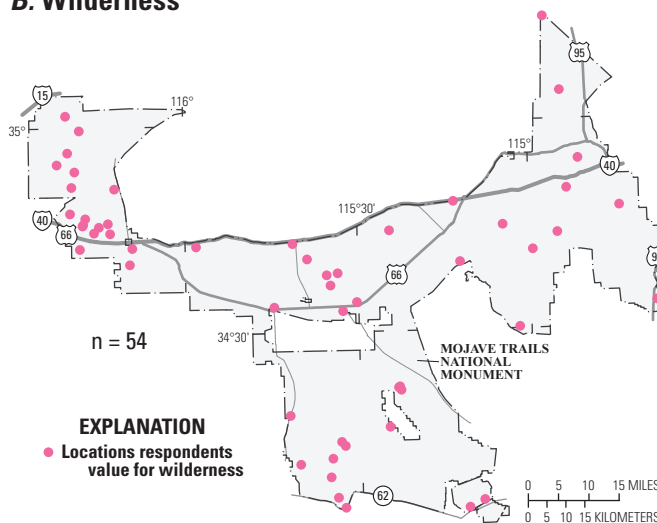 B. Wilderness
15
95
116°
35°
115°
40
115°30'
40
66
66
9
34°30'
n = 54
MOJAVE TRAILS
NATIONAL
MONUMENT
EXPLANATION
Locations respondents
value for wilderness
62
0 5 10 15 MILES
0 5 10 15 KILOMETERS